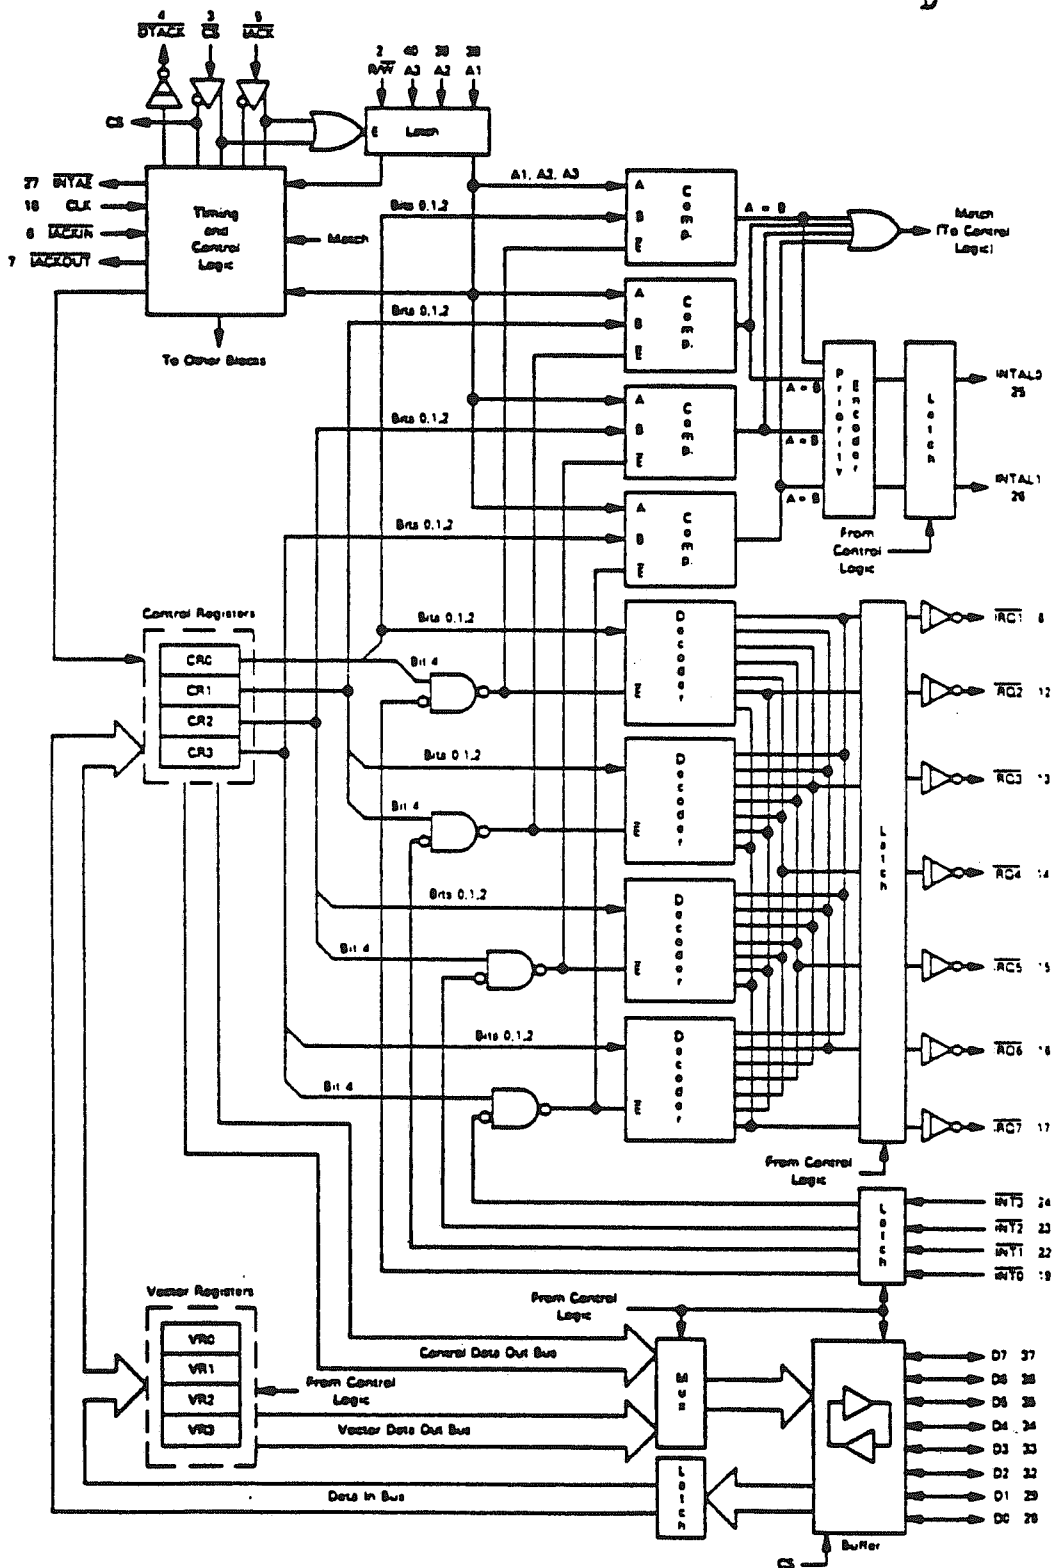 4 3 5
DTACK CS IACK
2 40 39 38
R/W A3 A2 A1
CS
E Latch
27 INTAE
18 CLK
6 IACKIN
7 IACKOUT
Timing
and
Control
Logic
Match
To Other Blocks
A1, A2, A3
Bits 0,1,2
A
B
E
Comp.
A = B
Match
(To Control
Logic)
Bits 0,1,2
A
B
E
Comp.
A = B
Bits 0,1,2
A
B
E
Comp.
A = B
Bits 0,1,2
A
B
E
Comp.
A = B
Priority
Encoder
Latch
INTAL0
25
INTAL1
26
From
Control
Logic
Control Registers
CR0
CR1
CR2
CR3
Bits 0,1,2
Bit 4
E
Decoder
Bits 0,1,2
Bit 4
E
Decoder
Bits 0,1,2
Bit 4
E
Decoder
Bits 0,1,2
Bit 4
E
Decoder
Latch
IRQ1 8
IRQ2 12
IRQ3 13
IRQ4 14
IRQ5 15
IRQ6 16
IRQ7 17
From Control
Logic
Latch
INT3 24
INT2 23
INT1 22
INT0 19
From Control
Logic
Vector Registers
VR0
VR1
VR2
VR3
From Control
Logic
Control Data Out Bus
Vector Data Out Bus
Data In Bus
Mux
Latch
D7 37
D6 36
D5 35
D4 34
D3 33
D2 32
D1 29
D0 28
Buffer
CS